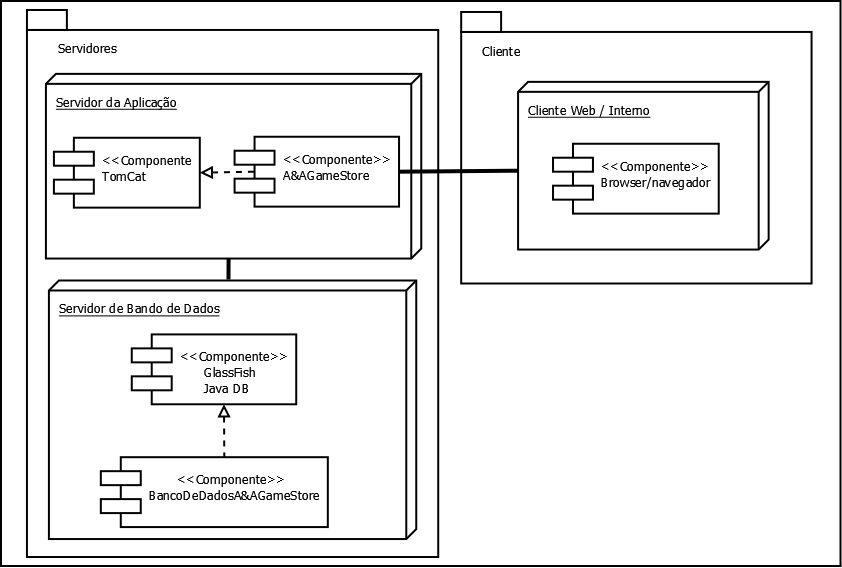 Servidores
Servidor da Aplicação
<<Componente
TomCat
<<Componente>>
A&AGameStore
Servidor de Bando de Dados
<<Componente>>
GlassFish
Java DB
<<Componente>>
BancoDeDadosA&AGameStore
Cliente
Cliente Web / Interno
<<Componente>>
Browser/navegador